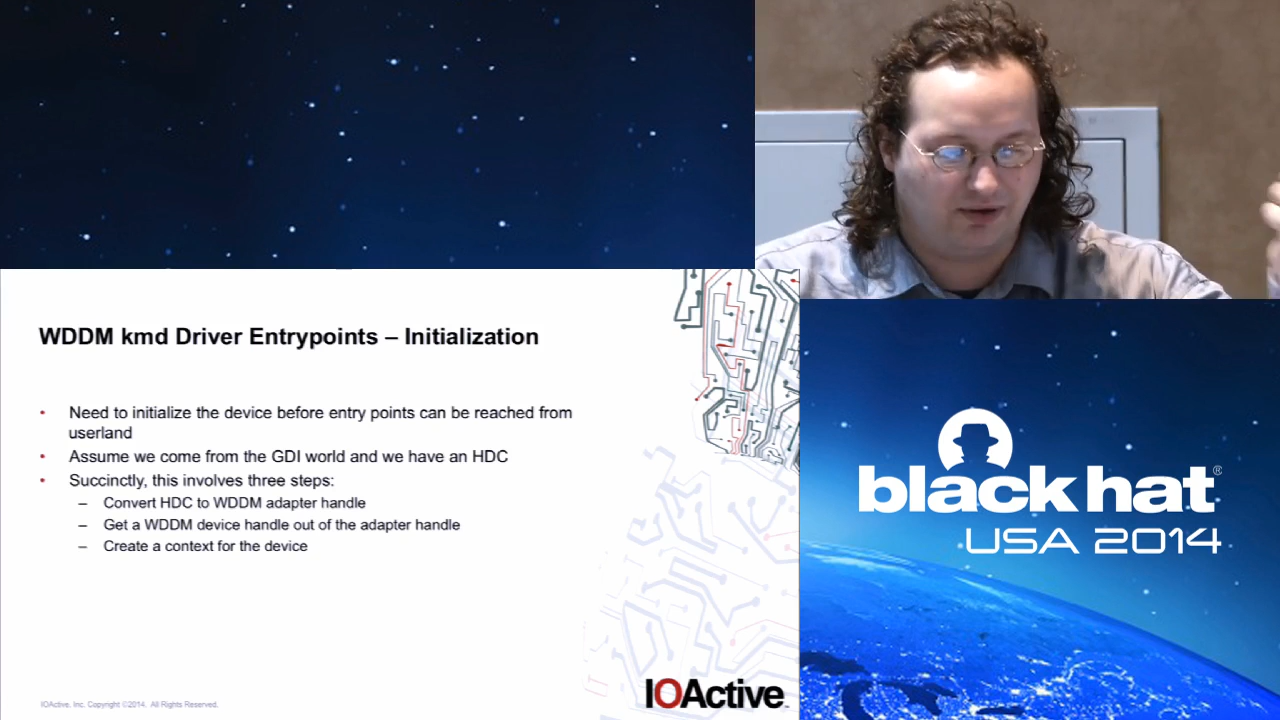 WDDM kmd Driver Entrypoints – Initialization
• Need to initialize the device before entry points can be reached from
userland
• Assume we come from the GDI world and we have an HDC
• Succinctly, this involves three steps:
– Convert HDC to WDDM adapter handle
– Get a WDDM device handle out of the adapter handle
– Create a context for the device
IOActive, Inc. Copyright ©2014. All Rights Reserved.
IOActive
black hat®
USA 2014